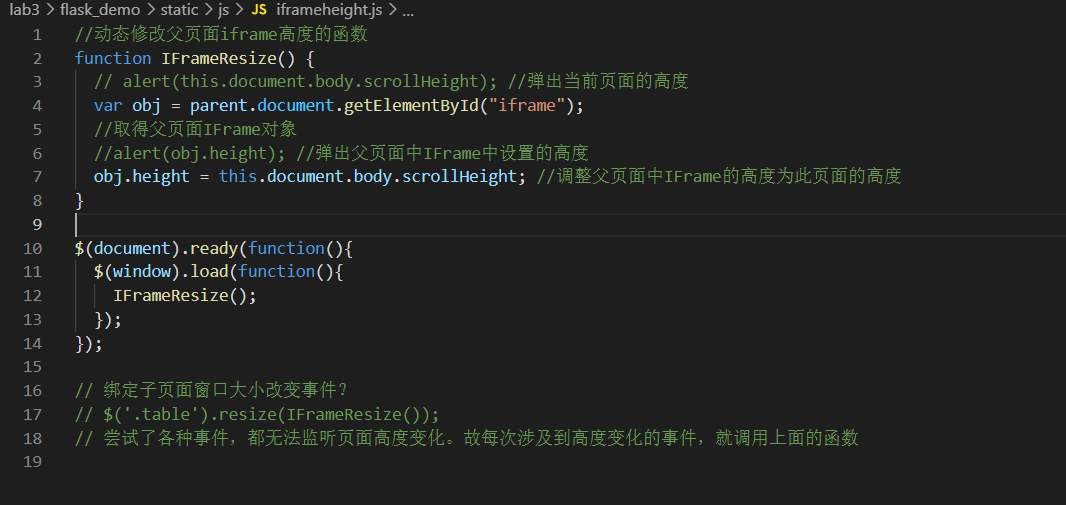 lab3 > flask_demo > static > js > JS iframeheight.js > ...
1 //动态修改父页面iframe高度的函数
2 function IFrameResize() {
3 // alert(this.document.body.scrollHeight); //弹出当前页面的高度
4 var obj = parent.document.getElementById("iframe");
5 //取得父页面IFrame对象
6 //alert(obj.height); //弹出父页面中IFrame中设置的高度
7 obj.height = this.document.body.scrollHeight; //调整父页面中IFrame的高度为此页面的高度
8 }
9
10 $(document).ready(function(){
11 $(window).load(function(){
12 IFrameResize();
13 });
14 });
15
16 // 绑定子页面窗口大小改变事件？
17 // $('.table').resize(IFrameResize());
18 // 尝试了各种事件，都无法监听页面高度变化。故每次涉及到高度变化的事件，就调用上面的函数
19